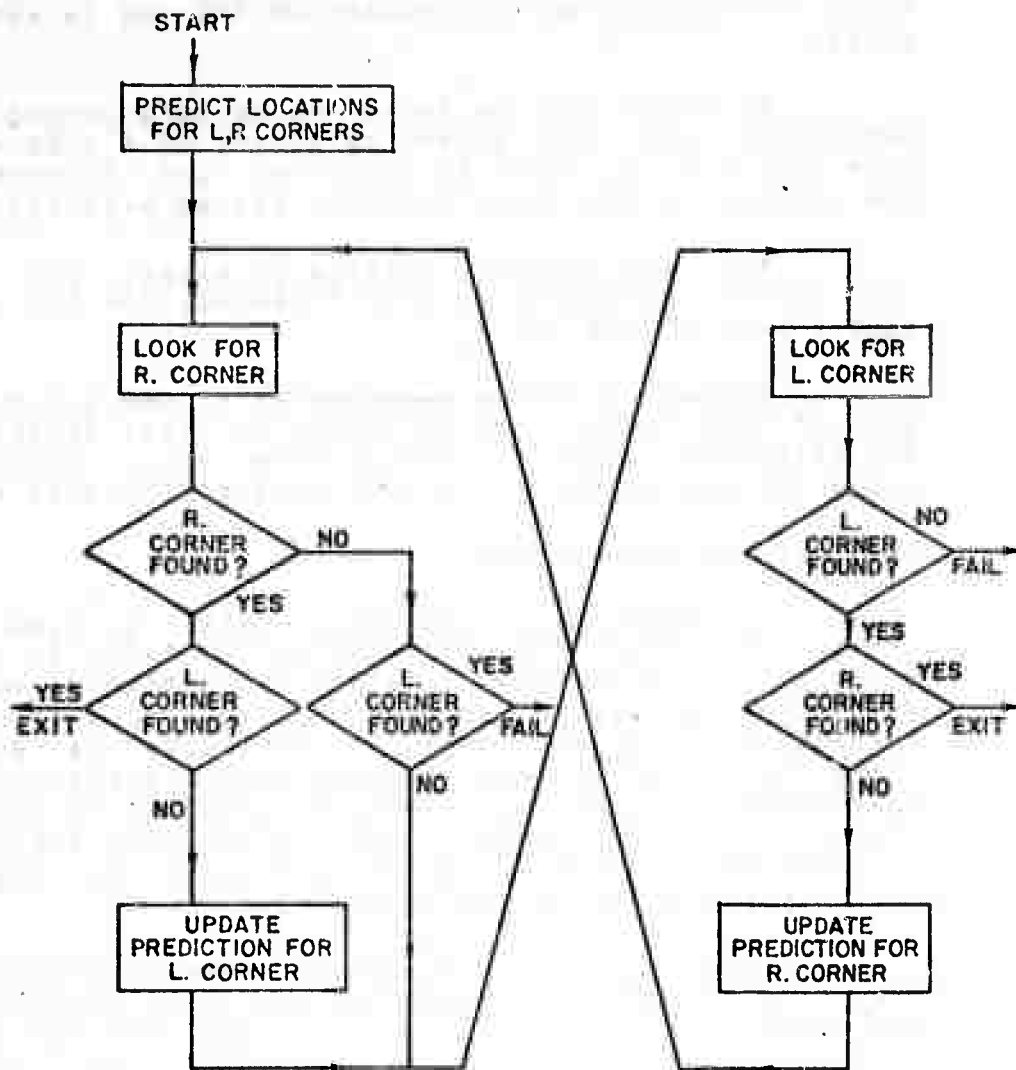 START
PREDICT LOCATIONS
FOR L,R CORNERS
LOOK FOR
R. CORNER
R.
CORNER
FOUND?
NO
YES
L.
CORNER
FOUND?
YES
EXIT
NO
L.
CORNER
FOUND?
YES
FAIL
NO
UPDATE
PREDICTION FOR
L. CORNER
LOOK FOR
L. CORNER
L.
CORNER
FOUND?
NO
FAIL
YES
R.
CORNER
FOUND?
YES
EXIT
NO
UPDATE
PREDICTION FOR
R. CORNER